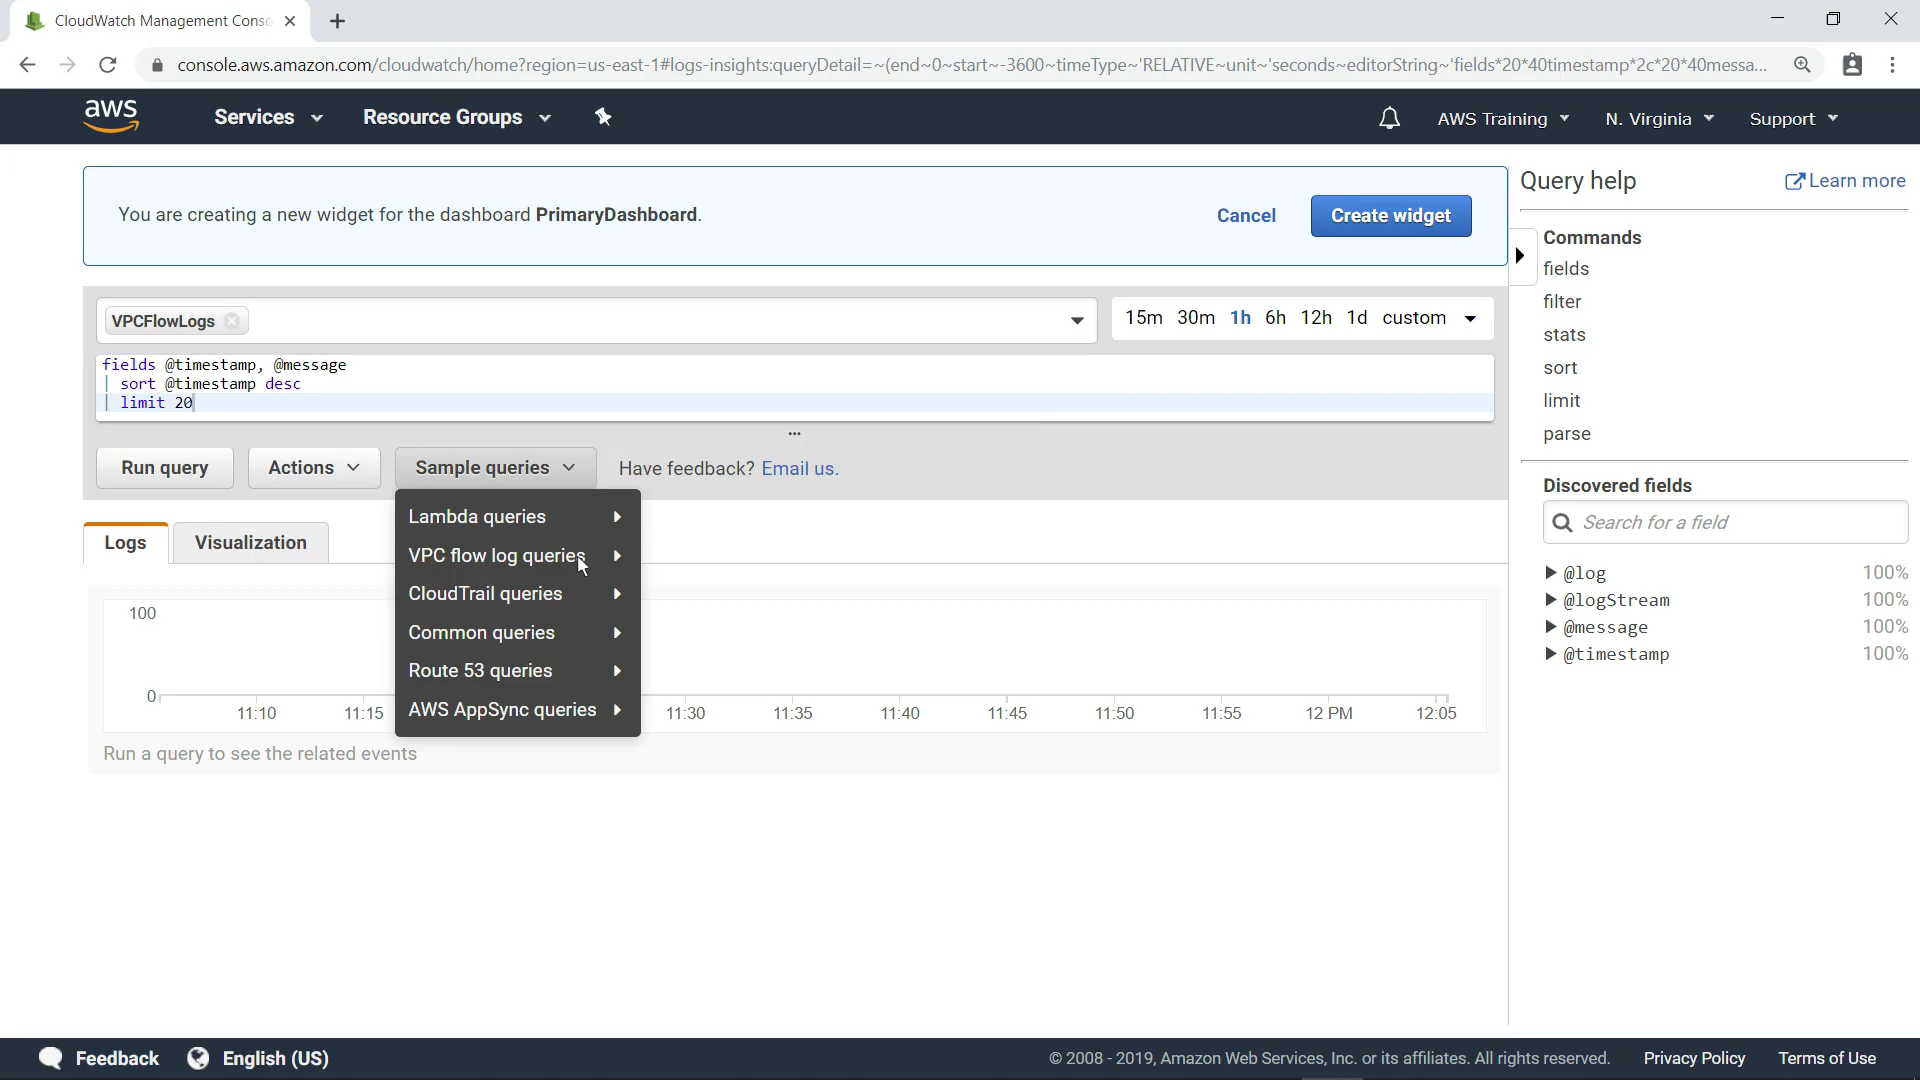 CloudWatch Management Conso
console.aws.amazon.com/cloudwatch/home?region=us-east-1#logs-insights:queryDetail=~(end~0~start~-3600~timeType~'RELATIVE~unit~'seconds~editorString~'fields*20*40timestamp*2c*20*40messa...
aws
Services
Resource Groups
AWS Training
N. Virginia
Support
You are creating a new widget for the dashboard PrimaryDashboard.
Cancel
Create widget
VPCFlowLogs
15m 30m 1h 6h 12h 1d custom
fields @timestamp, @message
| sort @timestamp desc
| limit 20
Run query
Actions
Sample queries
Have feedback? Email us.
Lambda queries
VPC flow log queries
CloudTrail queries
Common queries
Route 53 queries
AWS AppSync queries
Logs
Visualization
100
0
11:10 11:15 11:30 11:35 11:40 11:45 11:50 11:55 12 PM 12:05
Run a query to see the related events
Query help
Learn more
Commands
fields
filter
stats
sort
limit
parse
Discovered fields
Search for a field
@log 100%
@logStream 100%
@message 100%
@timestamp 100%
Feedback
English (US)
© 2008 - 2019, Amazon Web Services, Inc. or its affiliates. All rights reserved.
Privacy Policy
Terms of Use